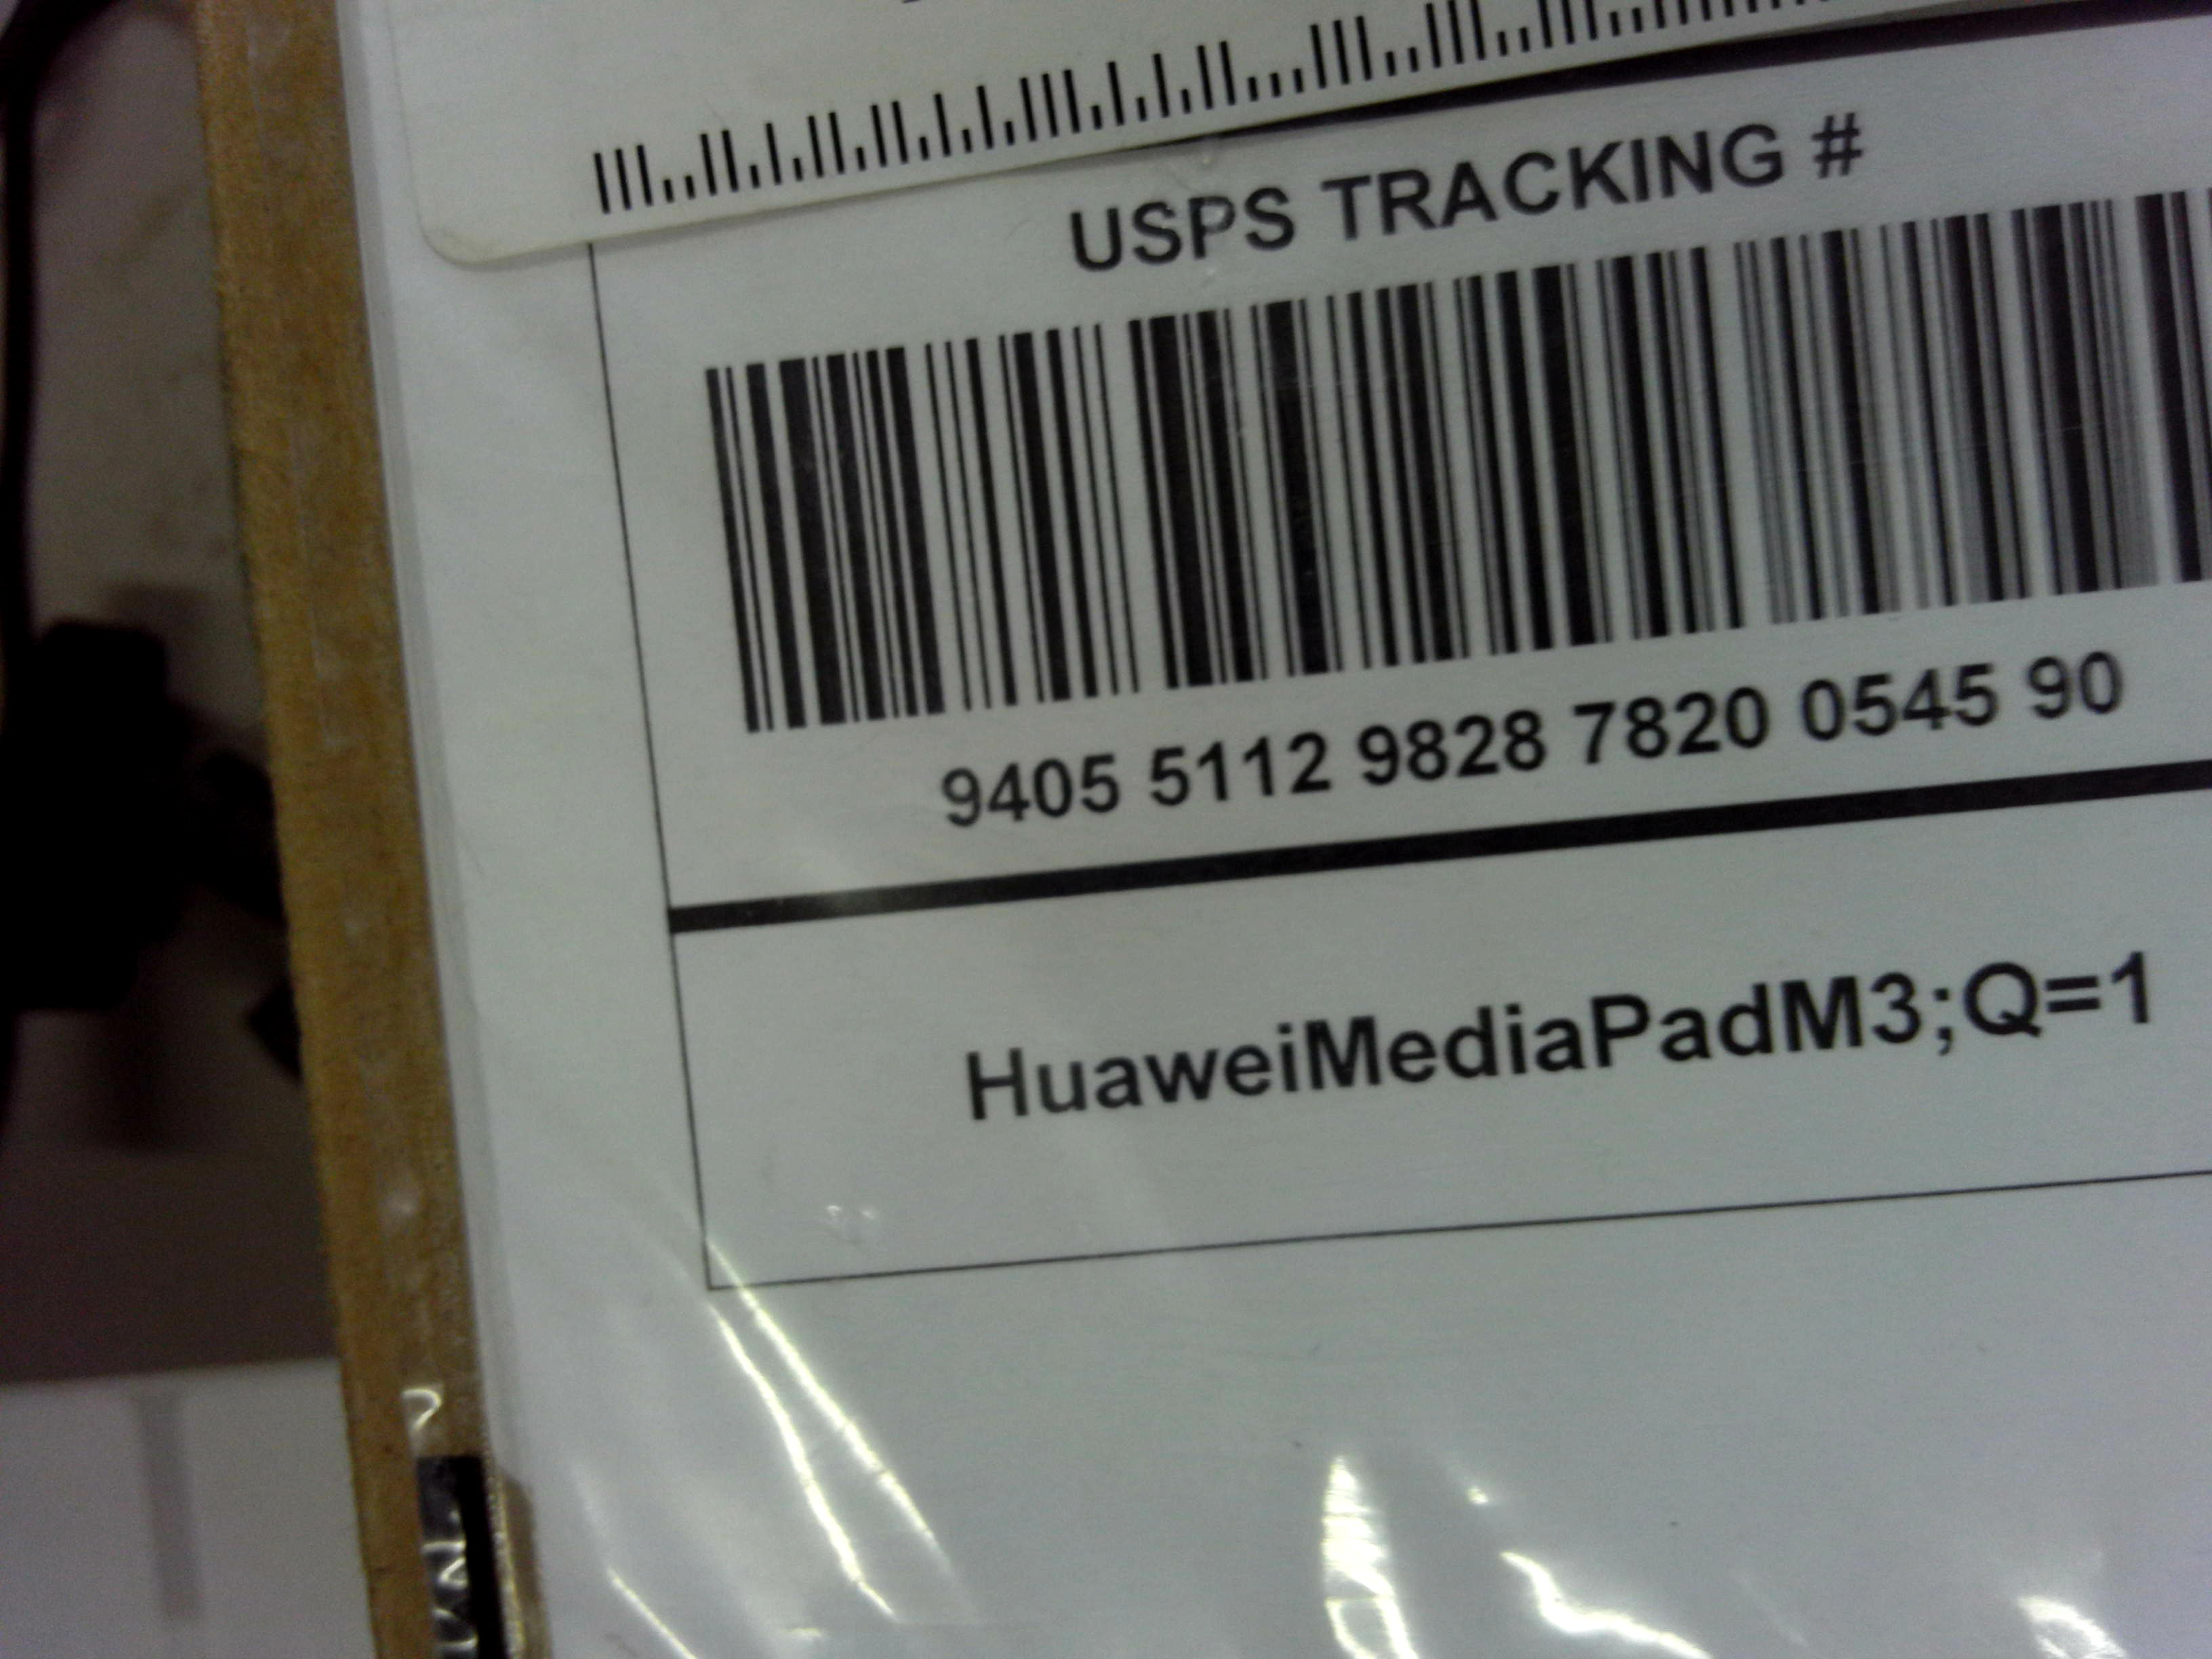 USPS TRACKING #
9405 5112 9828 7820 0545 90
HuaweiMediaPadM3;Q=1